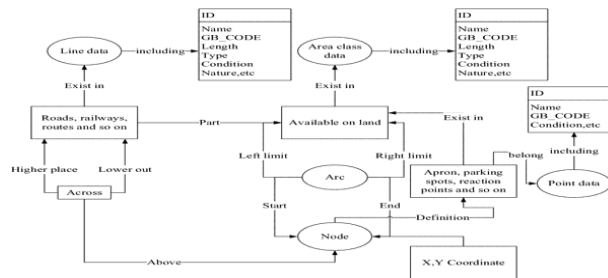 ID
Name
GB_CODE
Length
Type
Condition
Nature,etc
Line data
including
Exist in
Roads, railways,
routes and so on
Higher place
Lower out
Across
Above
Part
ID
Name
GB_CODE
Length
Type
Condition
Nature,etc
Area class
data
including
Exist in
Available on land
Left limit
Right limit
Arc
Start
End
Node
Definition
X,Y Coordinate
Exist in
Apron, parking
spots, reaction
points and so on
belong
ID
Name
GB_CODE
Condition,etc
including
Point data